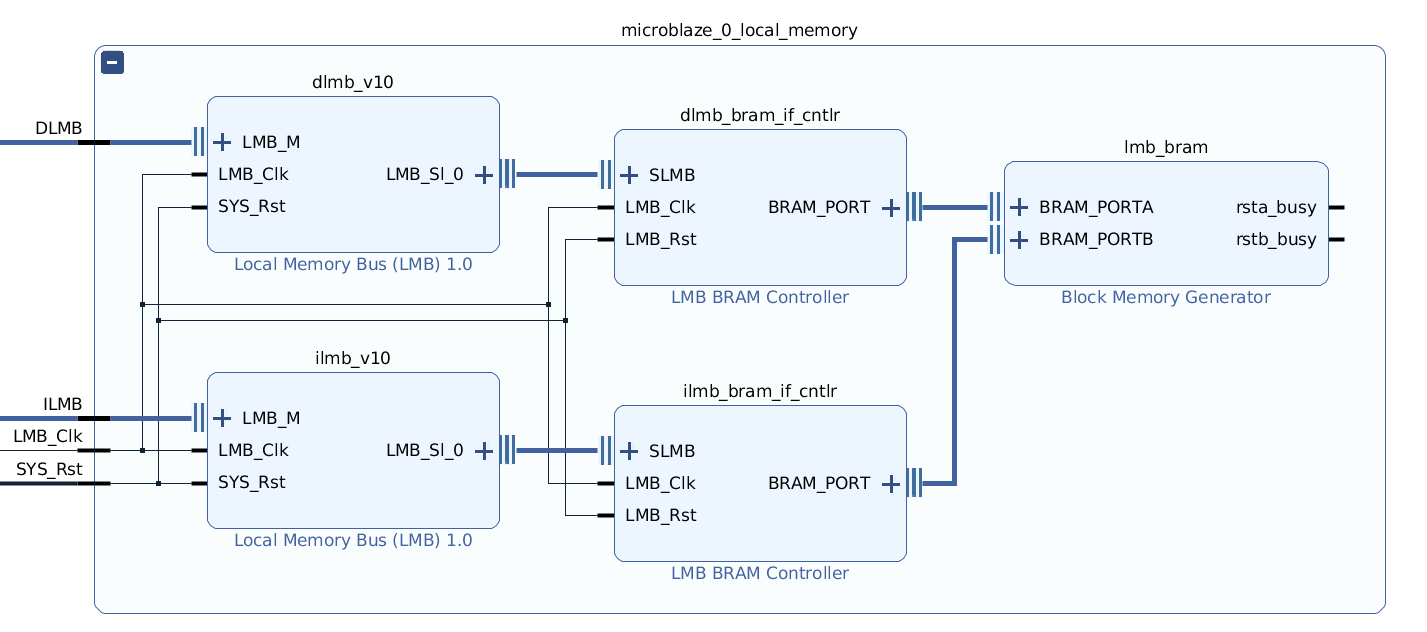 microblaze_0_local_memory
dlmb_v10
DLMB
LMB_M
LMB_Clk
LMB_Sl_0
SYS_Rst
Local Memory Bus (LMB) 1.0
dlmb_bram_if_cntlr
SLMB
LMB_Clk
BRAM_PORT
LMB_Rst
LMB BRAM Controller
lmb_bram
BRAM_PORTA
rsta_busy
BRAM_PORTB
rstb_busy
Block Memory Generator
ilmb_v10
ILMB
LMB_Clk
SYS_Rst
LMB_M
LMB_Clk
LMB_Sl_0
SYS_Rst
Local Memory Bus (LMB) 1.0
ilmb_bram_if_cntlr
SLMB
LMB_Clk
BRAM_PORT
LMB_Rst
LMB BRAM Controller